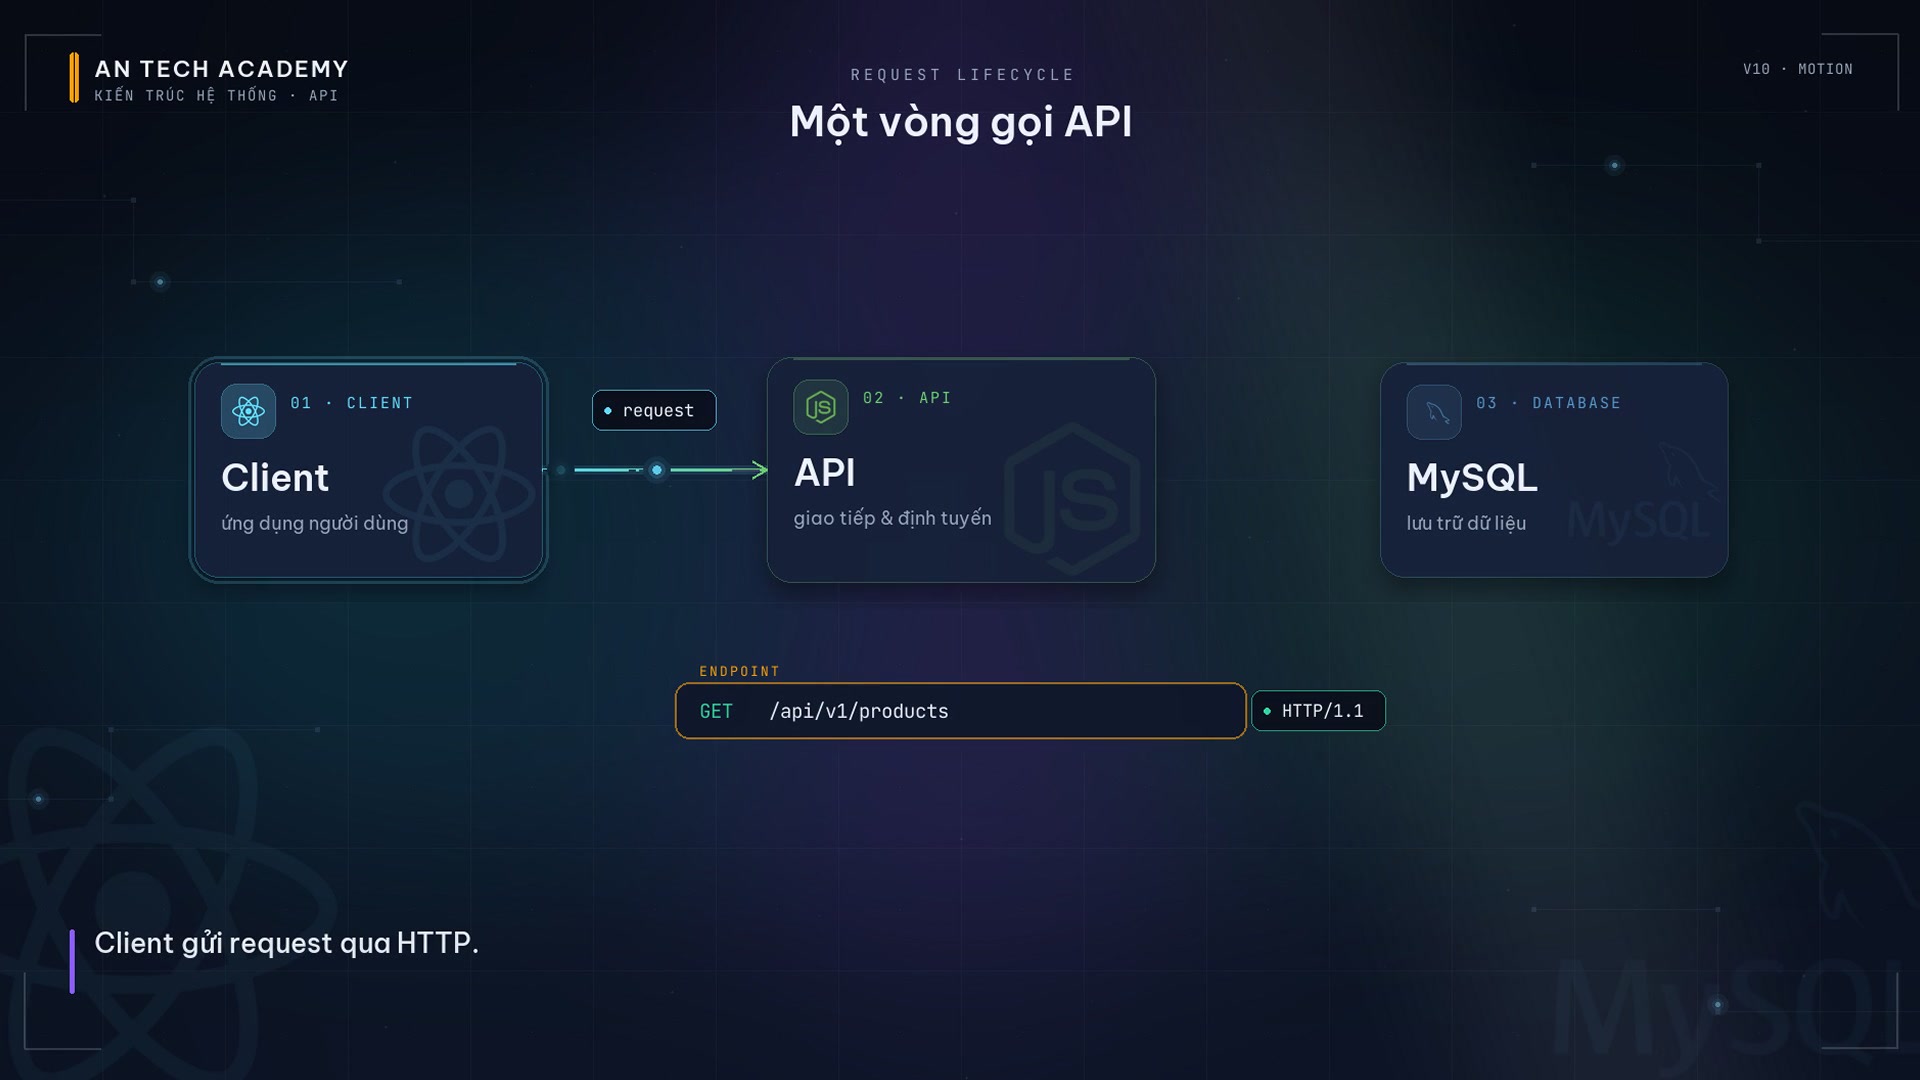 AN TECH ACADEMY
KIẾN TRÚC HỆ THỐNG · API
REQUEST LIFECYCLE
Một vòng gọi API
V10 · MOTION
01 · CLIENT
Client
ứng dụng người dùng
request
02 · API
API
giao tiếp & định tuyến
JS
JS
03 · DATABASE
MySQL
lưu trữ dữ liệu
MySQL
ENDPOINT
GET /api/v1/products
HTTP/1.1
Client gửi request qua HTTP.
MySQL